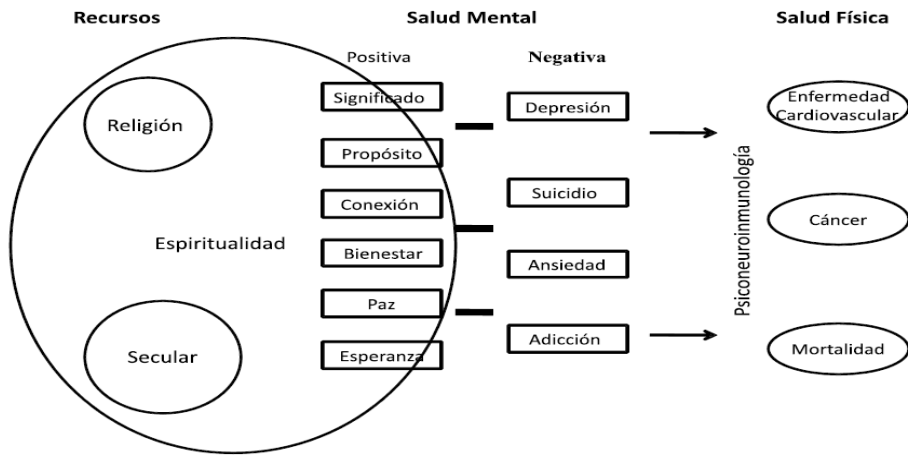 Recursos
Salud Mental
Salud Física
Positiva
Negativa
Religión
Espiritualidad
Secular
Significado
Propósito
Conexión
Bienestar
Paz
Esperanza
Depresión
Suicidio
Ansiedad
Adicción
Psiconeuroinmunología
Enfermedad
Cardiovascular
Cáncer
Mortalidad